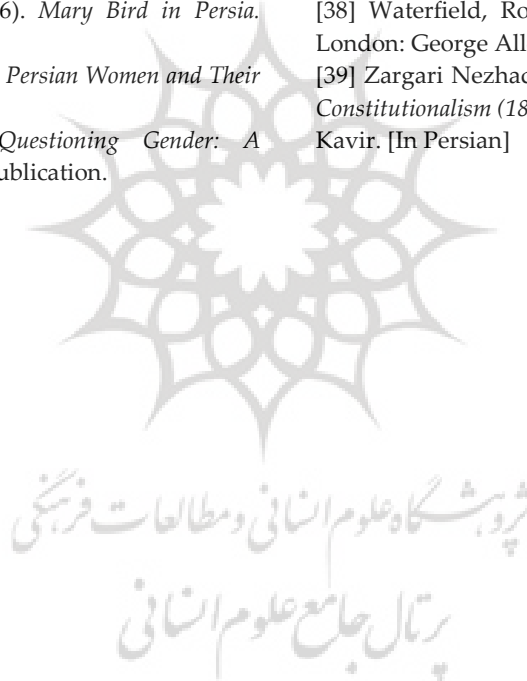 6). Mary Bird in Persia.
Persian Women and Their
Questioning Gender: A
ublication.
[38] Waterfield, Ro
London: George All
[39] Zargari Nezhad
Constitutionalism (18
Kavir. [In Persian]
پژوهشگاه علوم انسانی و مطالعات فرهنگی
پرتال جامع علوم انسانی